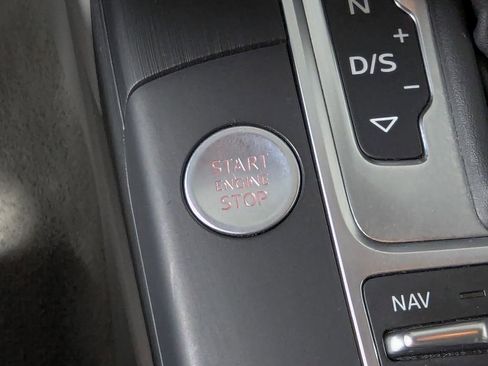 N
+
D/S
−
START
ENGINE
STOP
NAV